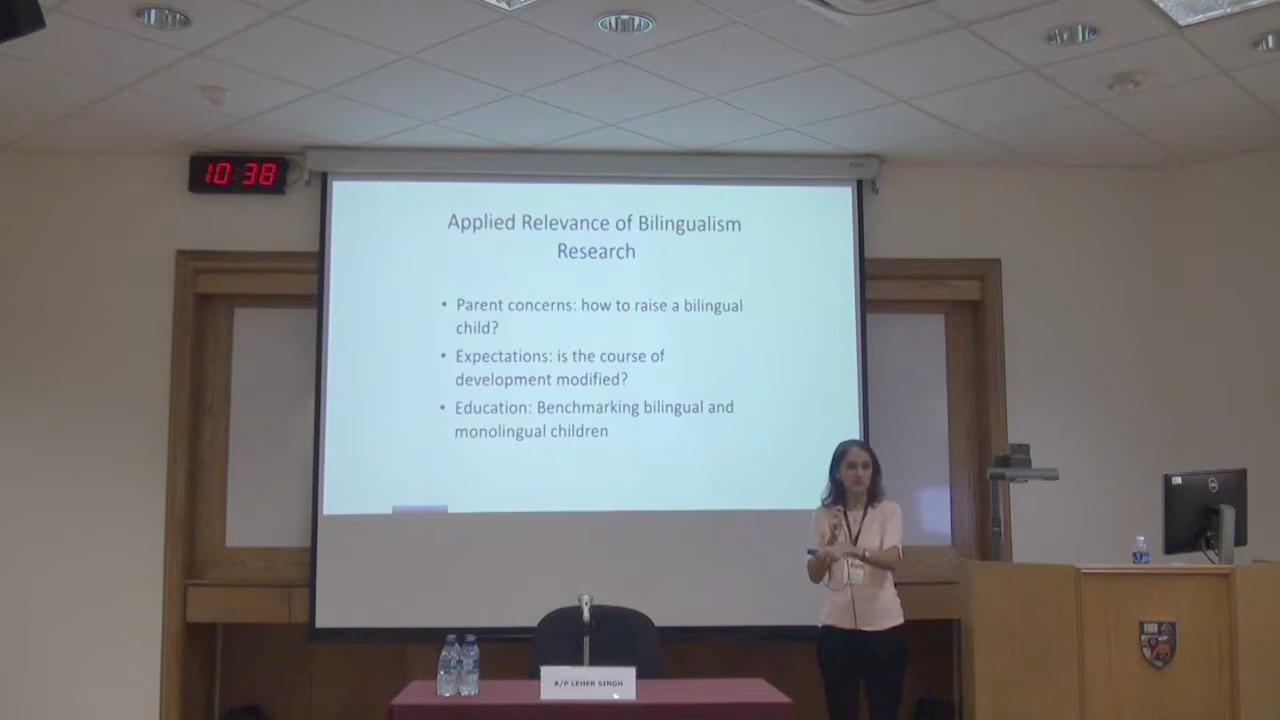 10:38
Applied Relevance of Bilingualism
Research
• Parent concerns: how to raise a bilingual
child?
• Expectations: is the course of
development modified?
• Education: Benchmarking bilingual and
monolingual children
A/P LEHER SINGH